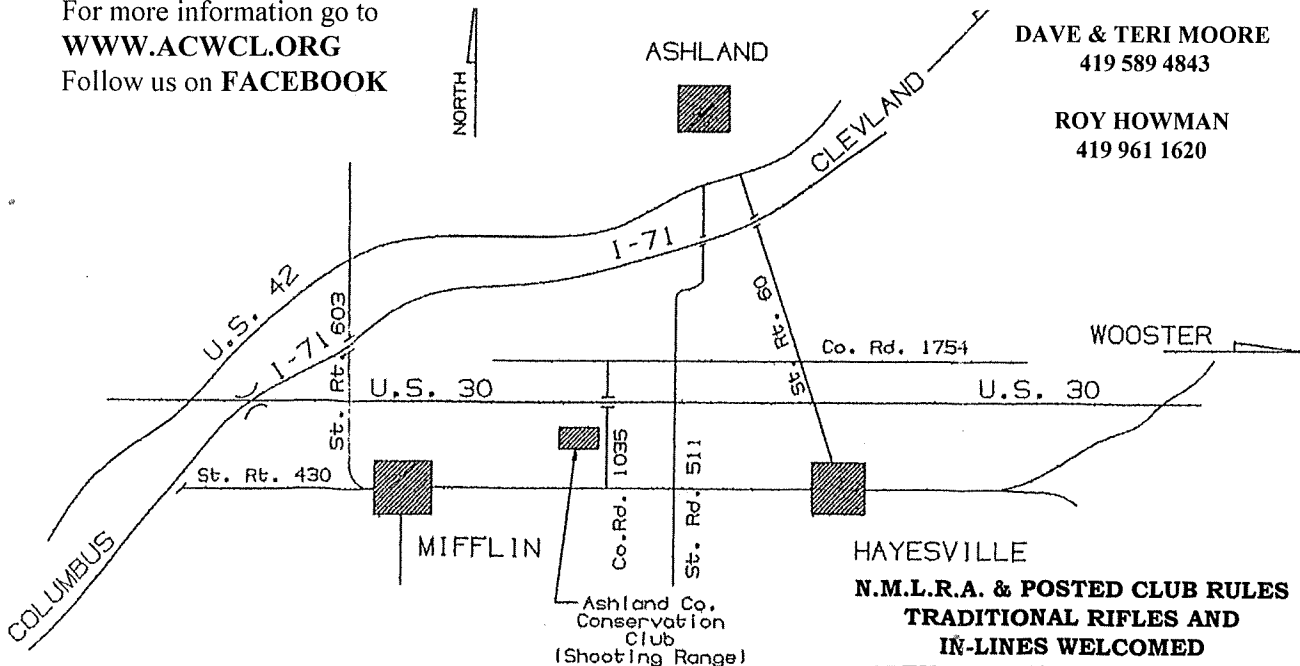 For more information go to
WWW.ACWCL.ORG
Follow us on FACEBOOK
NORTH
ASHLAND
DAVE & TERI MOORE
419 589 4843
ROY HOWMAN
419 961 1620
CLEVLAND
I-71
U.S. 42
I-71
St. Rt. 603
St. Rt. 60
Co. Rd. 1754
WOOSTER
U.S. 30
U.S. 30
St. Rt. 430
Co.Rd. 1035
St. Rd. 511
MIFFLIN
HAYESVILLE
COLUMBUS
Ashland Co.
Conservation
Club
(Shooting Range)
N.M.L.R.A. & POSTED CLUB RULES
TRADITIONAL RIFLES AND
IN-LINES WELCOMED